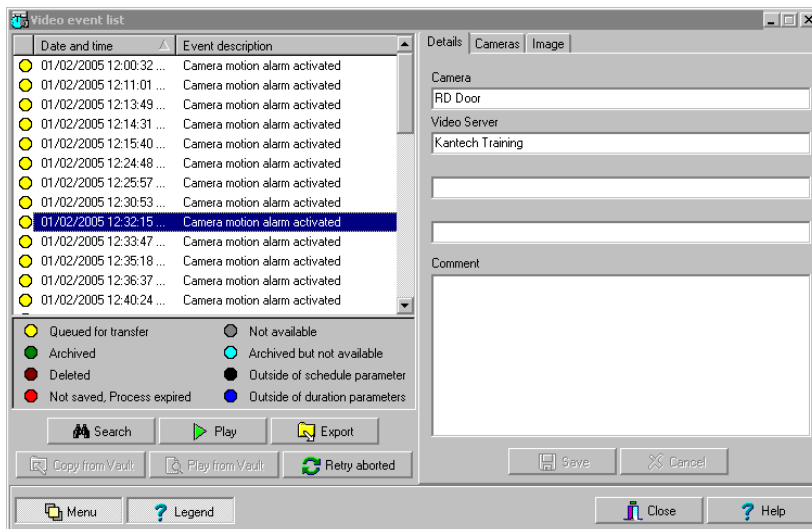 Video event list
Date and time Event description
01/02/2005 12:00:32 ... Camera motion alarm activated
01/02/2005 12:11:01 ... Camera motion alarm activated
01/02/2005 12:13:49 ... Camera motion alarm activated
01/02/2005 12:14:31 ... Camera motion alarm activated
01/02/2005 12:15:40 ... Camera motion alarm activated
01/02/2005 12:24:48 ... Camera motion alarm activated
01/02/2005 12:25:57 ... Camera motion alarm activated
01/02/2005 12:30:53 ... Camera motion alarm activated
01/02/2005 12:32:15 ... Camera motion alarm activated
01/02/2005 12:33:47 ... Camera motion alarm activated
01/02/2005 12:35:18 ... Camera motion alarm activated
01/02/2005 12:36:37 ... Camera motion alarm activated
01/02/2005 12:40:24 ... Camera motion alarm activated
Queued for transfer Not available
Archived Archived but not available
Deleted Outside of schedule parameter
Not saved, Process expired Outside of duration parameters
Search Play Export
Copy from Vault Play from Vault Retry aborted
Details Cameras Image
Camera
RD Door
Video Server
Kantech Training
Comment
Save Cancel
Menu Legend Close Help